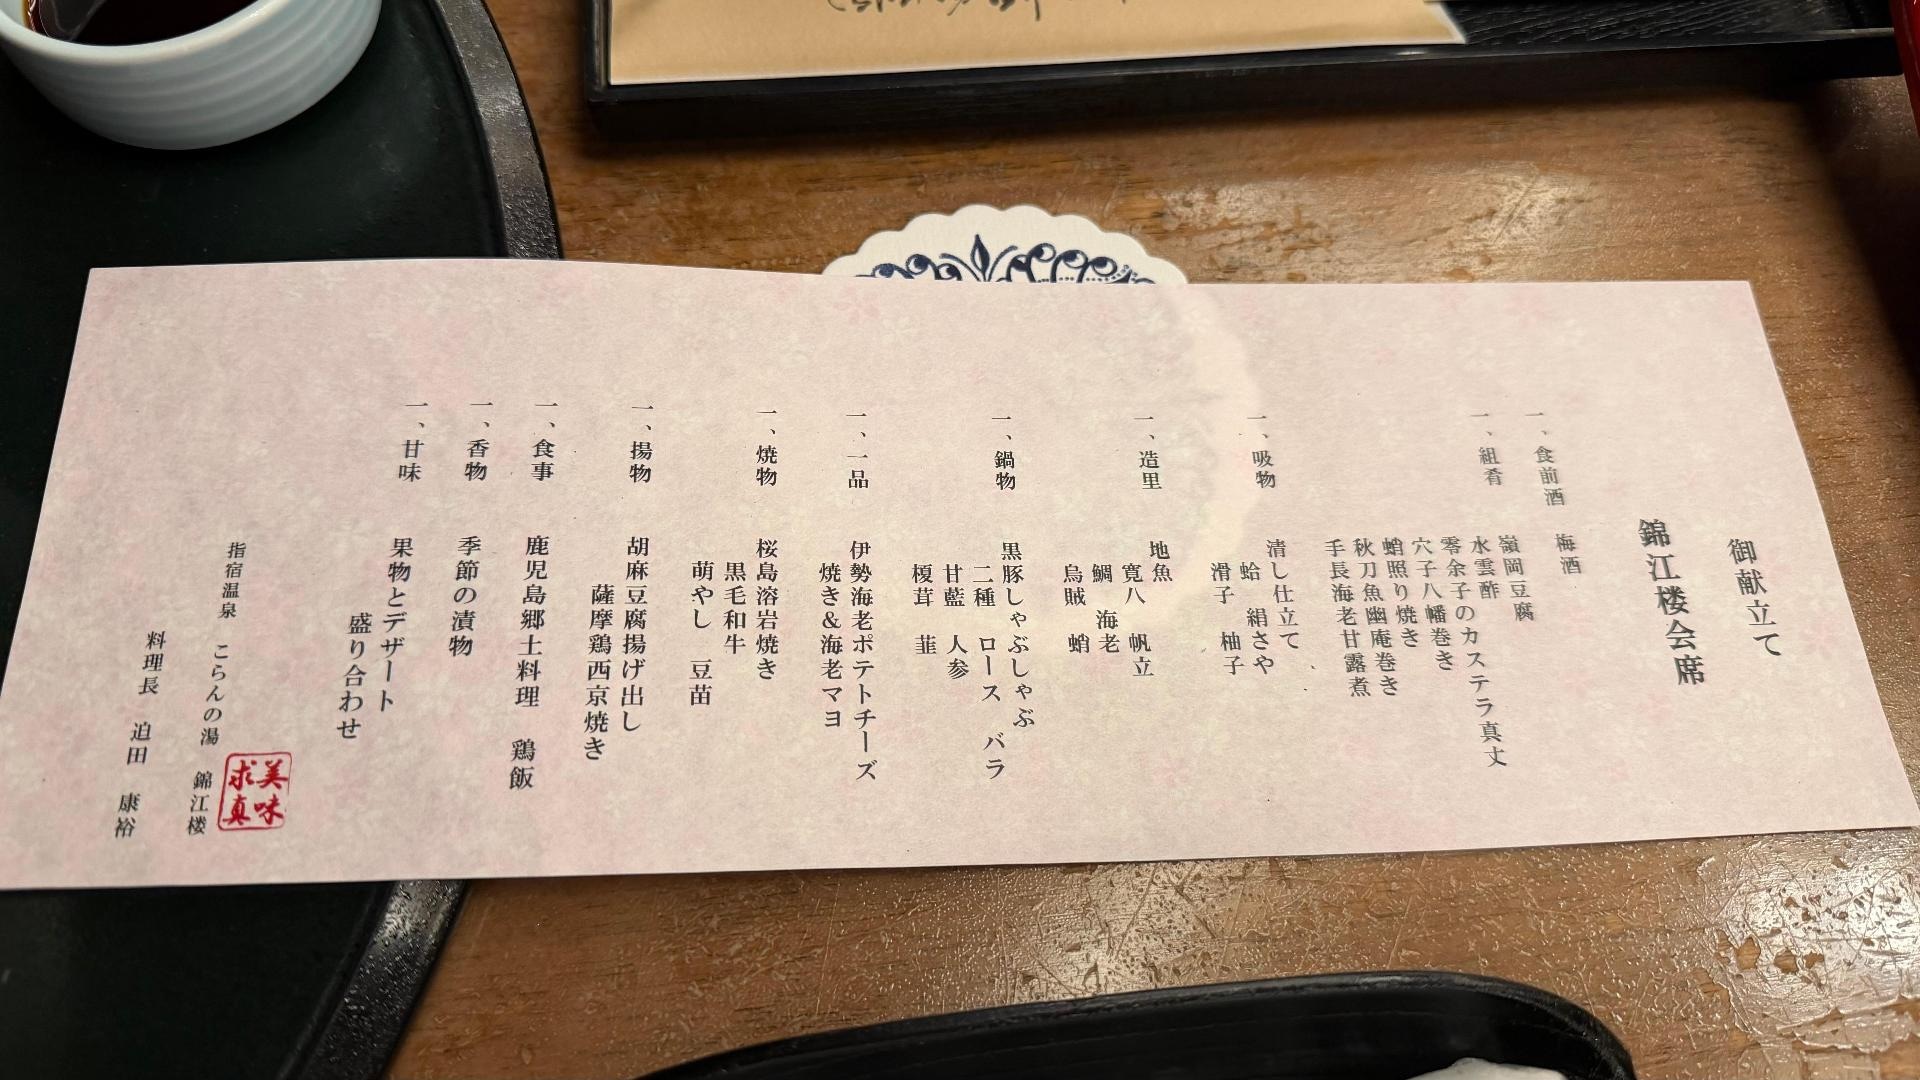 御献立て
錦江楼会席
一、食前酒　梅酒
一、組肴　嶺岡豆腐
水雲酢
零余子のカステラ真丈
穴子八幡巻き
蛸照り焼き
秋刀魚幽庵巻き
手長海老甘露煮
一、吸物　清し仕立て
蛤　絹さや
滑子　柚子
一、造里　地魚
寛八　帆立
鯛　海老
烏賊　蛸
一、鍋物　黒豚しゃぶしゃぶ
二種　ロース　バラ
甘藍　人参
榎茸　韮
一、一品　伊勢海老ポテトチーズ
焼き＆海老マヨ
一、焼物　桜島溶岩焼き
黒毛和牛
萌やし　豆苗
一、揚物　胡麻豆腐揚げ出し
薩摩鶏西京焼き
一、食事　鹿児島郷土料理　鶏飯
一、香物　季節の漬物
一、甘味　果物とデザート
盛り合わせ
指宿温泉　こらんの湯　錦江楼
料理長　迫田　康裕
美味
求真